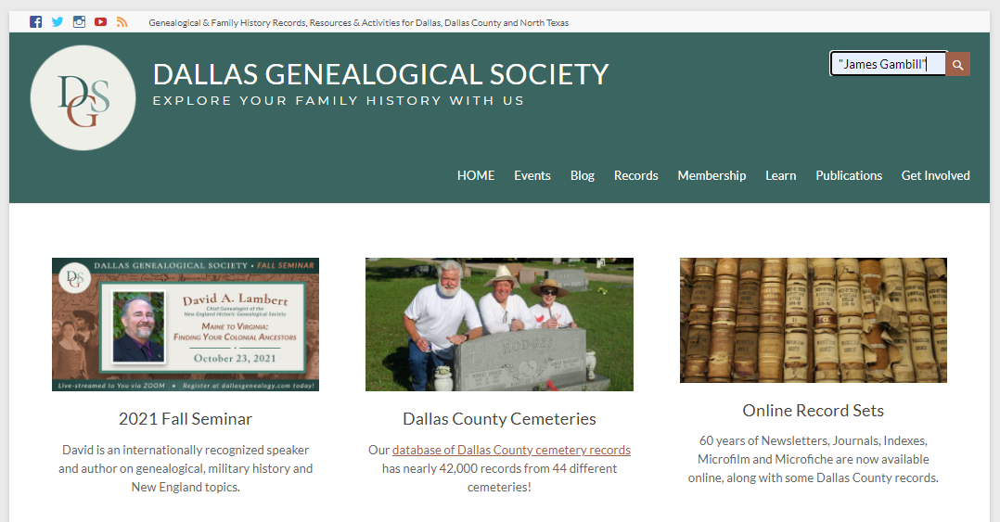 Genealogical & Family History Records, Resources & Activities for Dallas, Dallas County and North Texas
DGS
DALLAS GENEALOGICAL SOCIETY
EXPLORE YOUR FAMILY HISTORY WITH US
"James Gambill"
HOME Events Blog Records Membership Learn Publications Get Involved
DGS
DALLAS GENEALOGICAL SOCIETY • FALL SEMINAR
David A. Lambert
Chief Genealogist of the
New England Historic Genealogical Society
MAINE TO VIRGINIA:
FINDING YOUR COLONIAL ANCESTORS
October 23, 2021
Live-streamed to You via ZOOM • Register at dallasgenealogy.com today!
HODGES
2021 Fall Seminar
David is an internationally recognized speaker
and author on genealogical, military history and
New England topics.
Dallas County Cemeteries
Our database of Dallas County cemetery records
has nearly 42,000 records from 44 different
cemeteries!
Online Record Sets
60 years of Newsletters, Journals, Indexes,
Microfilm and Microfiche are now available
online, along with some Dallas County records.